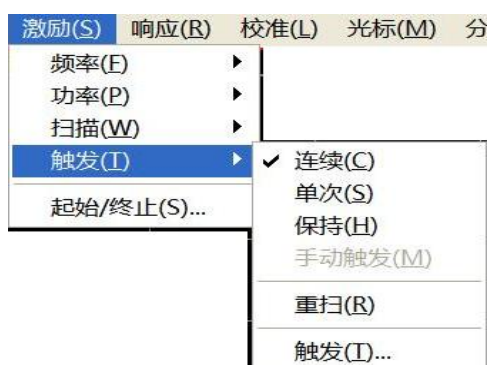 激励(S) 响应(R) 校准(L) 光标(M) 分
频率(F)
功率(P)
扫描(W)
触发(T)
起始/终止(S)...
连续(C)
单次(S)
保持(H)
手动触发(M)
重扫(R)
触发(T)...